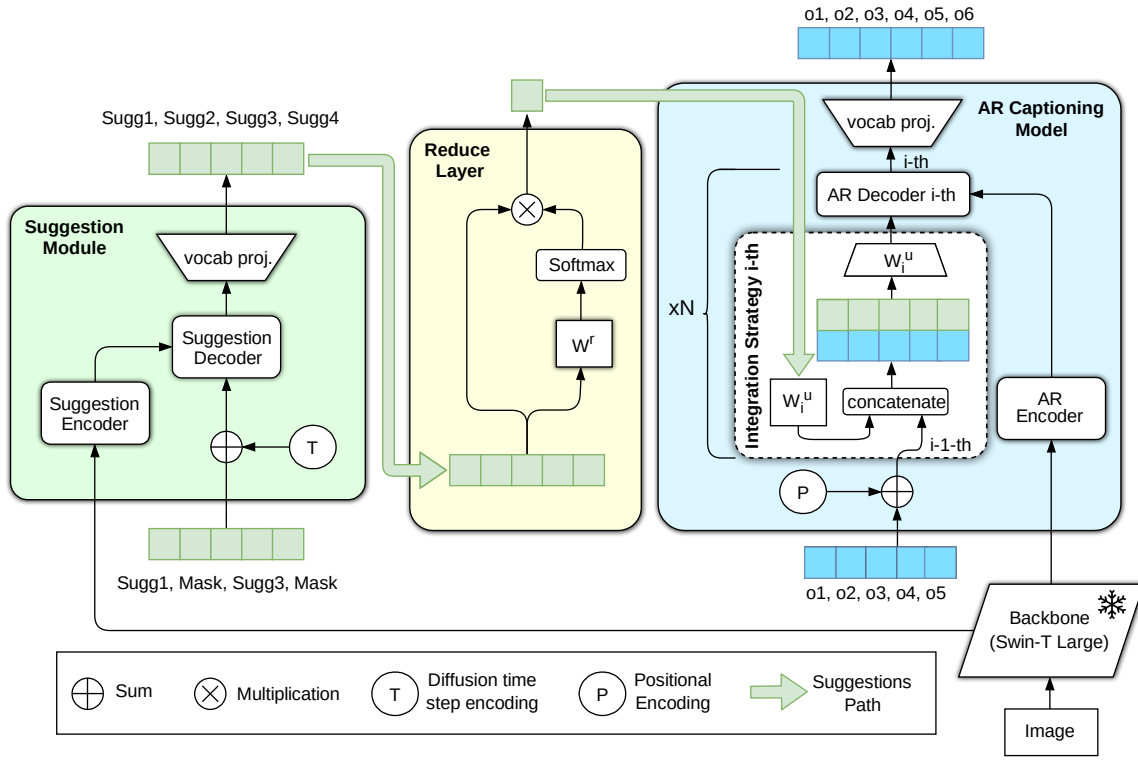 o1, o2, o3, o4, o5, o6
Sugg1, Sugg2, Sugg3, Sugg4
Suggestion
Module
vocab proj.
Suggestion
Decoder
Suggestion
Encoder
T
Sugg1, Mask, Sugg3, Mask
Reduce
Layer
Softmax
W^r
AR Captioning
Model
vocab proj.
i-th
AR Decoder i-th
Integration Strategy i-th
W_i^u
xN
W_i^u
concatenate
i-1-th
AR
Encoder
P
o1, o2, o3, o4, o5
Backbone
(Swin-T Large)
Image
Sum
Multiplication
T
Diffusion time
step encoding
P
Positional
Encoding
Suggestions
Path